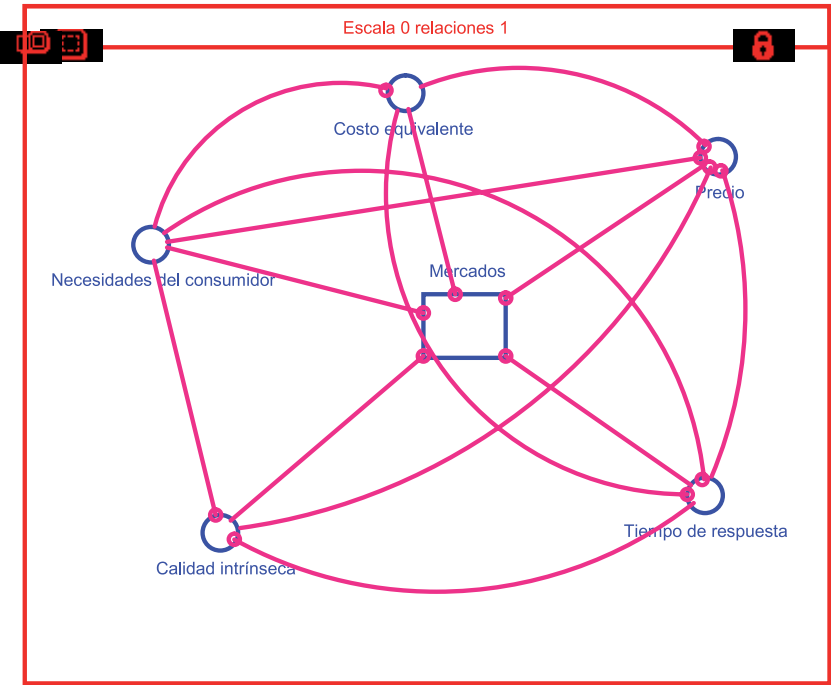 Escala 0 relaciones 1
Costo equivalente
Precio
Mercados
Necesidades del consumidor
Tiempo de respuesta
Calidad intrínseca